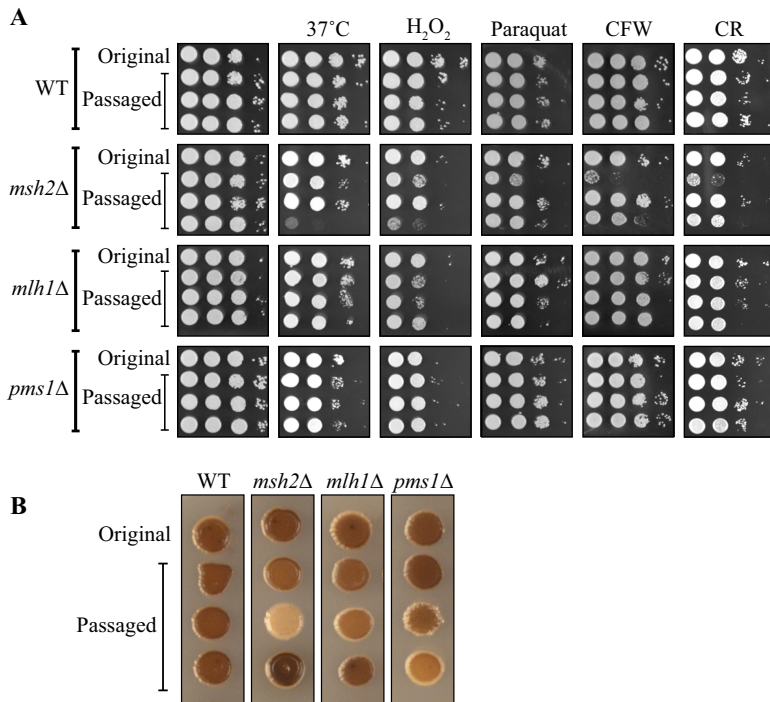 A
37˚C H₂O₂ Paraquat CFW CR
WT
Original
Passaged
msh2Δ
Original
Passaged
mlh1Δ
Original
Passaged
pms1Δ
Original
Passaged
B
WT msh2Δ mlh1Δ pms1Δ
Original
Passaged